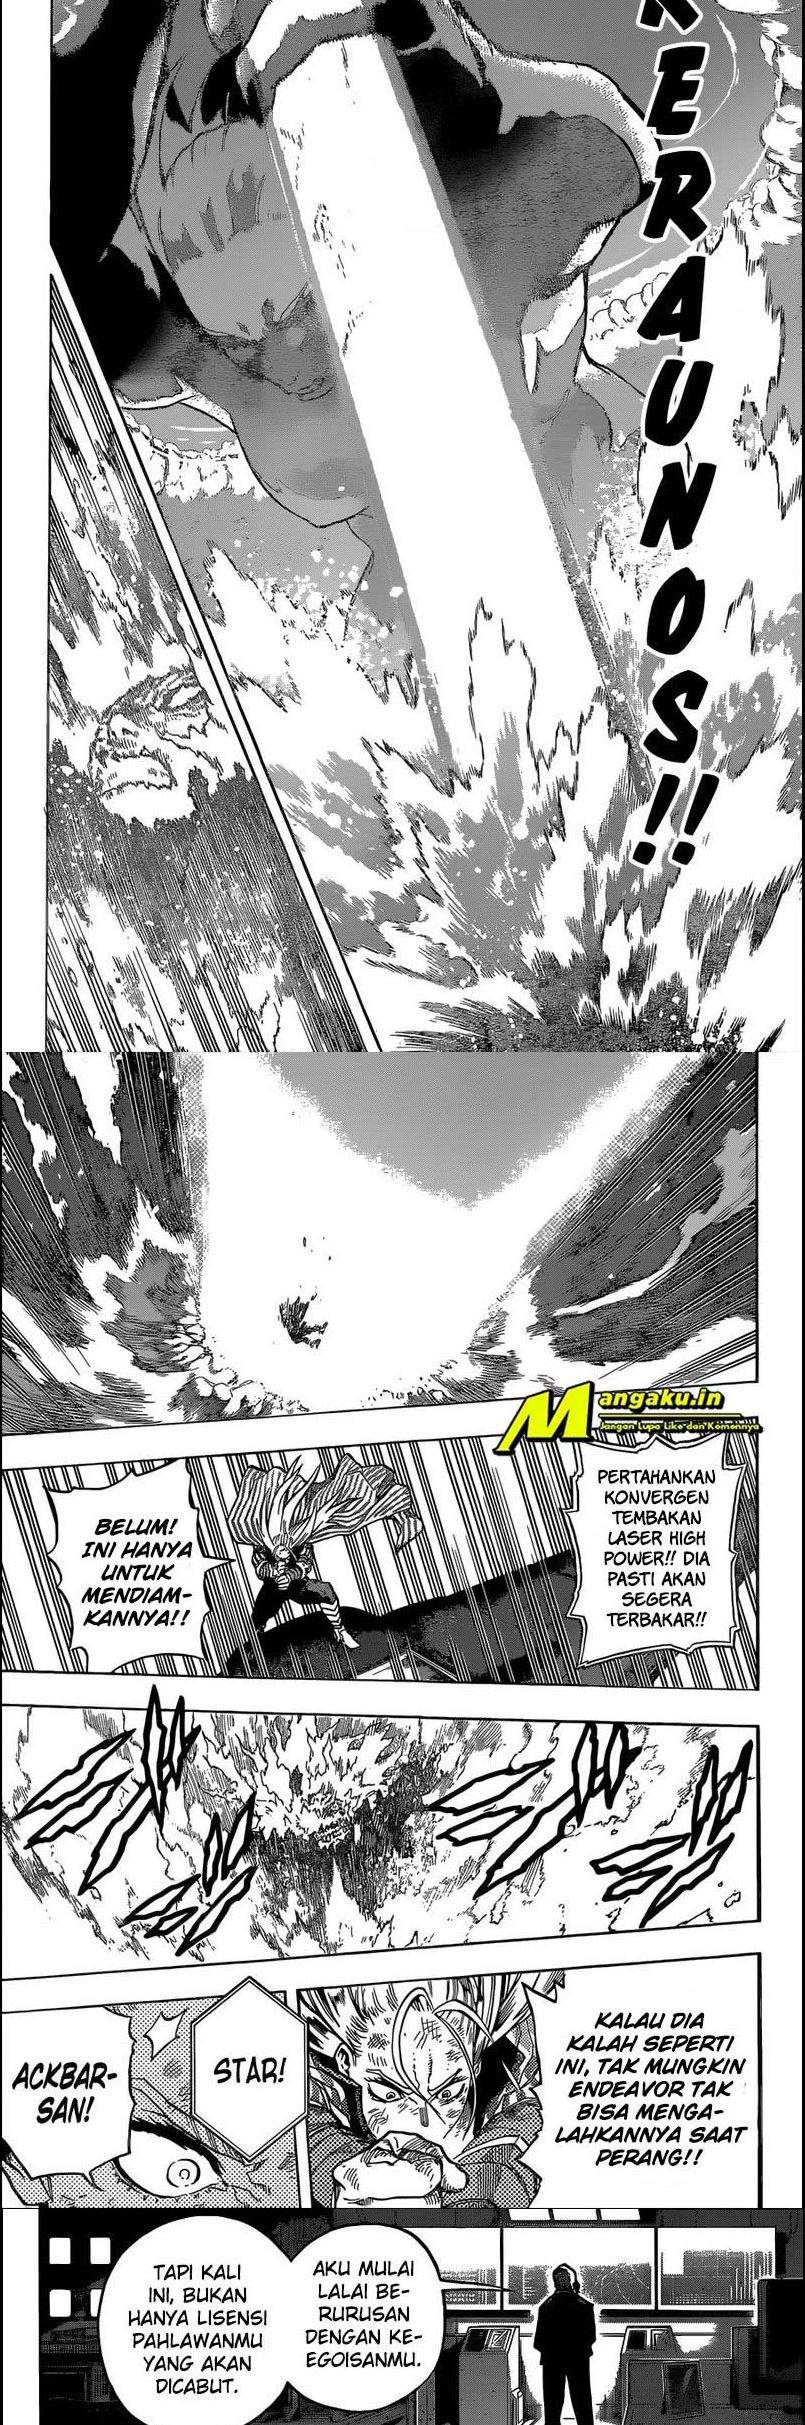 KERAUNOS!!
Mangaku.in
Jangan Lupa Like dan Komennya
PERTAHANKAN
KONVERGEN
TEMBAKAN
LASER HIGH
POWER!! DIA
PASTI AKAN
SEGERA
TERBAKAR!!
BELUM!
INI HANYA
UNTUK
MENDIAM-
KANNYA!!
KALAU DIA
KALAH SEPERTI
INI, TAK MUNGKIN
ENDEAVOR TAK
BISA MENGA-
LAHKANNYA SAAT
PERANG!!
STAR!
ACKBAR-
SAN!
AKU MULAI
LALAI BE-
RURUSAN
DENGAN KE-
EGOISANMU.
TAPI KALI
INI, BUKAN
HANYA LISENSI
PAHLAWANMU
YANG AKAN
DICABUT.